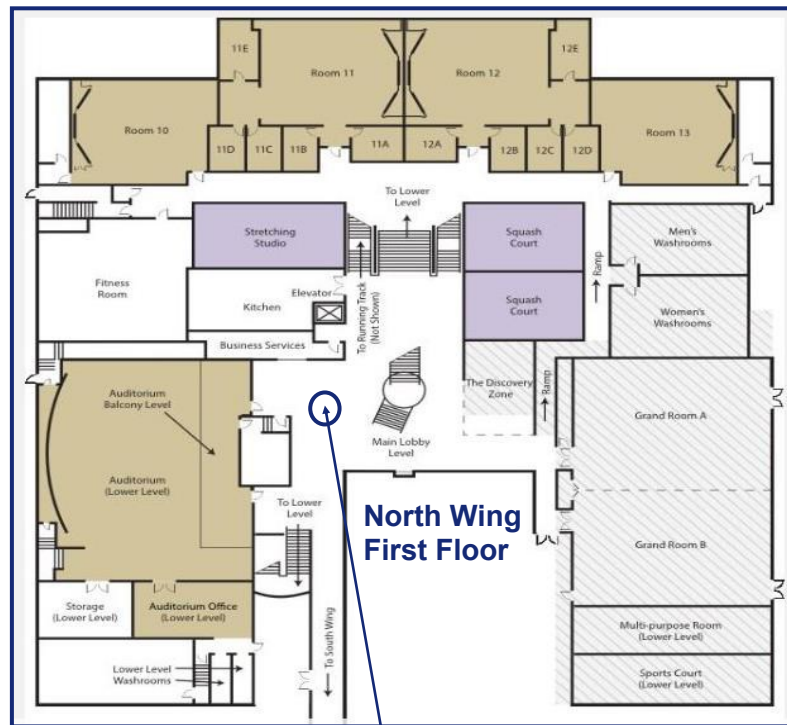 11E
Room 11
Room 12
12E
Room 10
Room 13
11D
11C
11B
11A
12A
12B
12C
12D
To Lower
Level
Stretching
Studio
Squash
Court
Men's
Washrooms
Ramp
Fitness
Room
Kitchen
Elevator
To Running Track
(Not Shown)
Squash
Court
Women's
Washrooms
Business Services
The Discovery
Zone
Ramp
Auditorium
Balcony Level
Main Lobby
Level
Grand Room A
Auditorium
(Lower Level)
To Lower
Level
North Wing
First Floor
Grand Room B
Storage
(Lower Level)
Auditorium Office
(Lower Level)
Multi-purpose Room
(Lower Level)
Lower Level
Washrooms
To South Wing
Sports Court
(Lower Level)